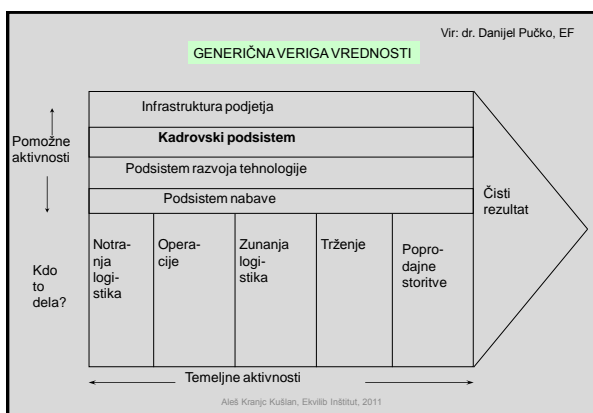 Vir: dr. Danijel Pučko, EF
GENERIČNA VERIGA VREDNOSTI
Pomožne
aktivnosti
Infrastruktura podjetja
Kadrovski podsistem
Podsistem razvoja tehnologije
Podsistem nabave
Čisti
rezultat
Kdo
to
dela?
Notra-
nja
logi-
stika
Opera-
cije
Zunanja
logi-
stika
Trženje
Popro-
dajne
storitve
Temeljne aktivnosti
Aleš Kranjc Kušlan, Ekvilib Inštitut, 2011